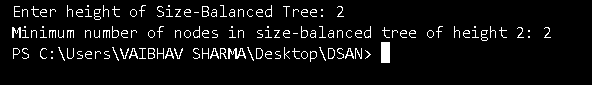 Enter height of Size-Balanced Tree: 2
Minimum number of nodes in size-balanced tree of height 2: 2
PS C:\Users\VAIBHAV SHARMA\Desktop\DSAN>